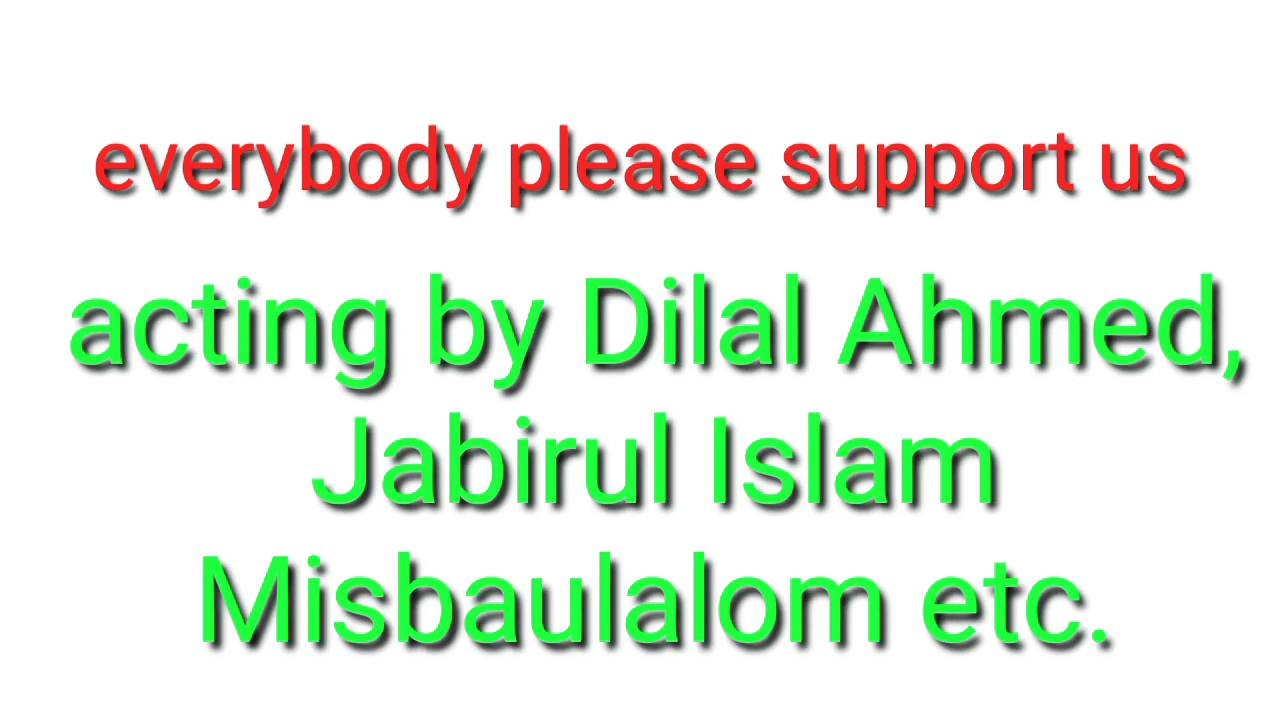 everybody please support us
acting by Dilal Ahmed,
Jabirul Islam
Misbaulalom etc.